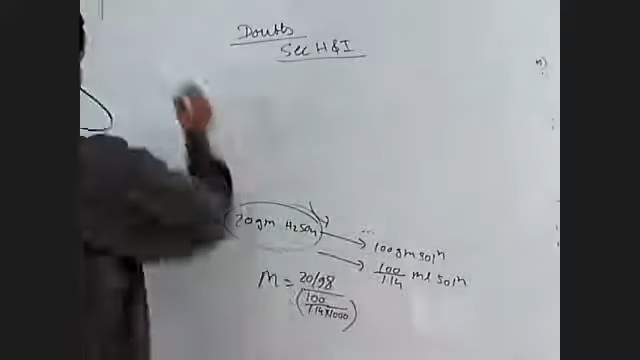 Doubts
Sec H & I
20gm H2SO4
100gm soln
100/1.14 ml soln
M = 20/98
(100/1.14×1000)